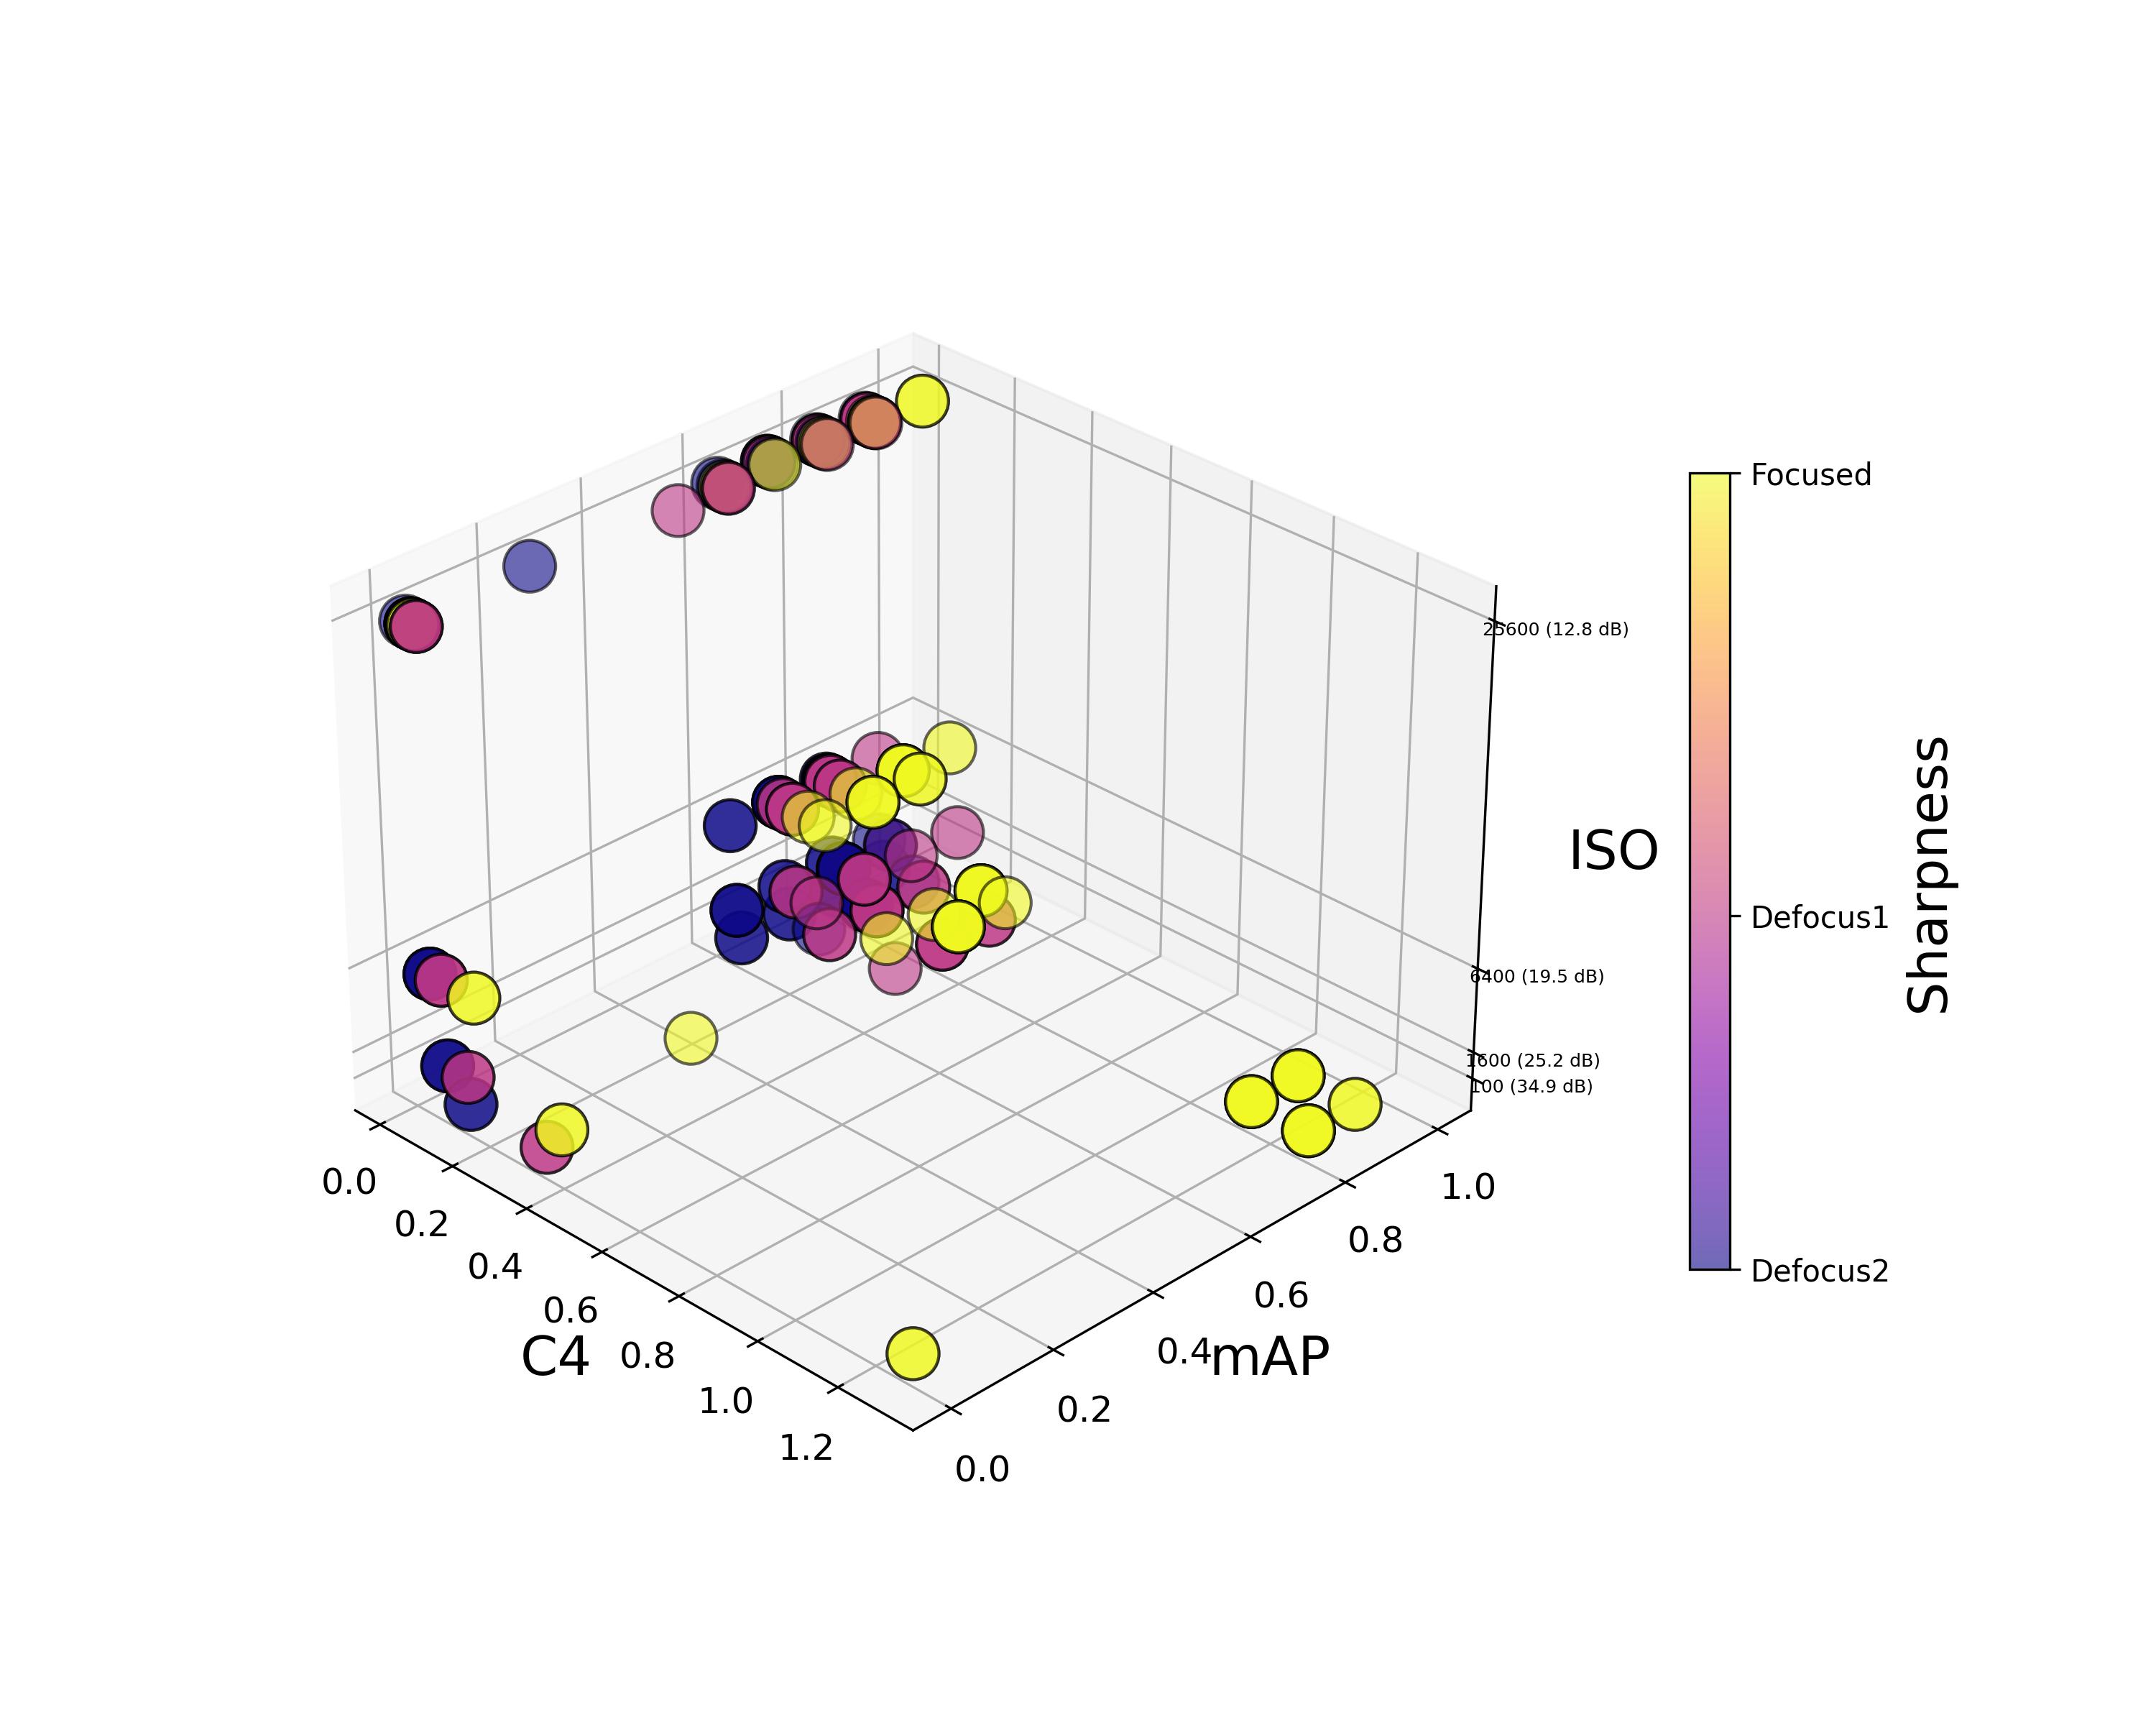 Focused
25600 (12.8 dB)
ISO
Sharpness
Defocus1
6400 (19.5 dB)
1600 (25.2 dB)
100 (34.9 dB)
Defocus2
0.0
0.2
0.4
0.6
0.8
1.0
1.2
C4
0.0
0.2
0.4
0.6
0.8
1.0
mAP